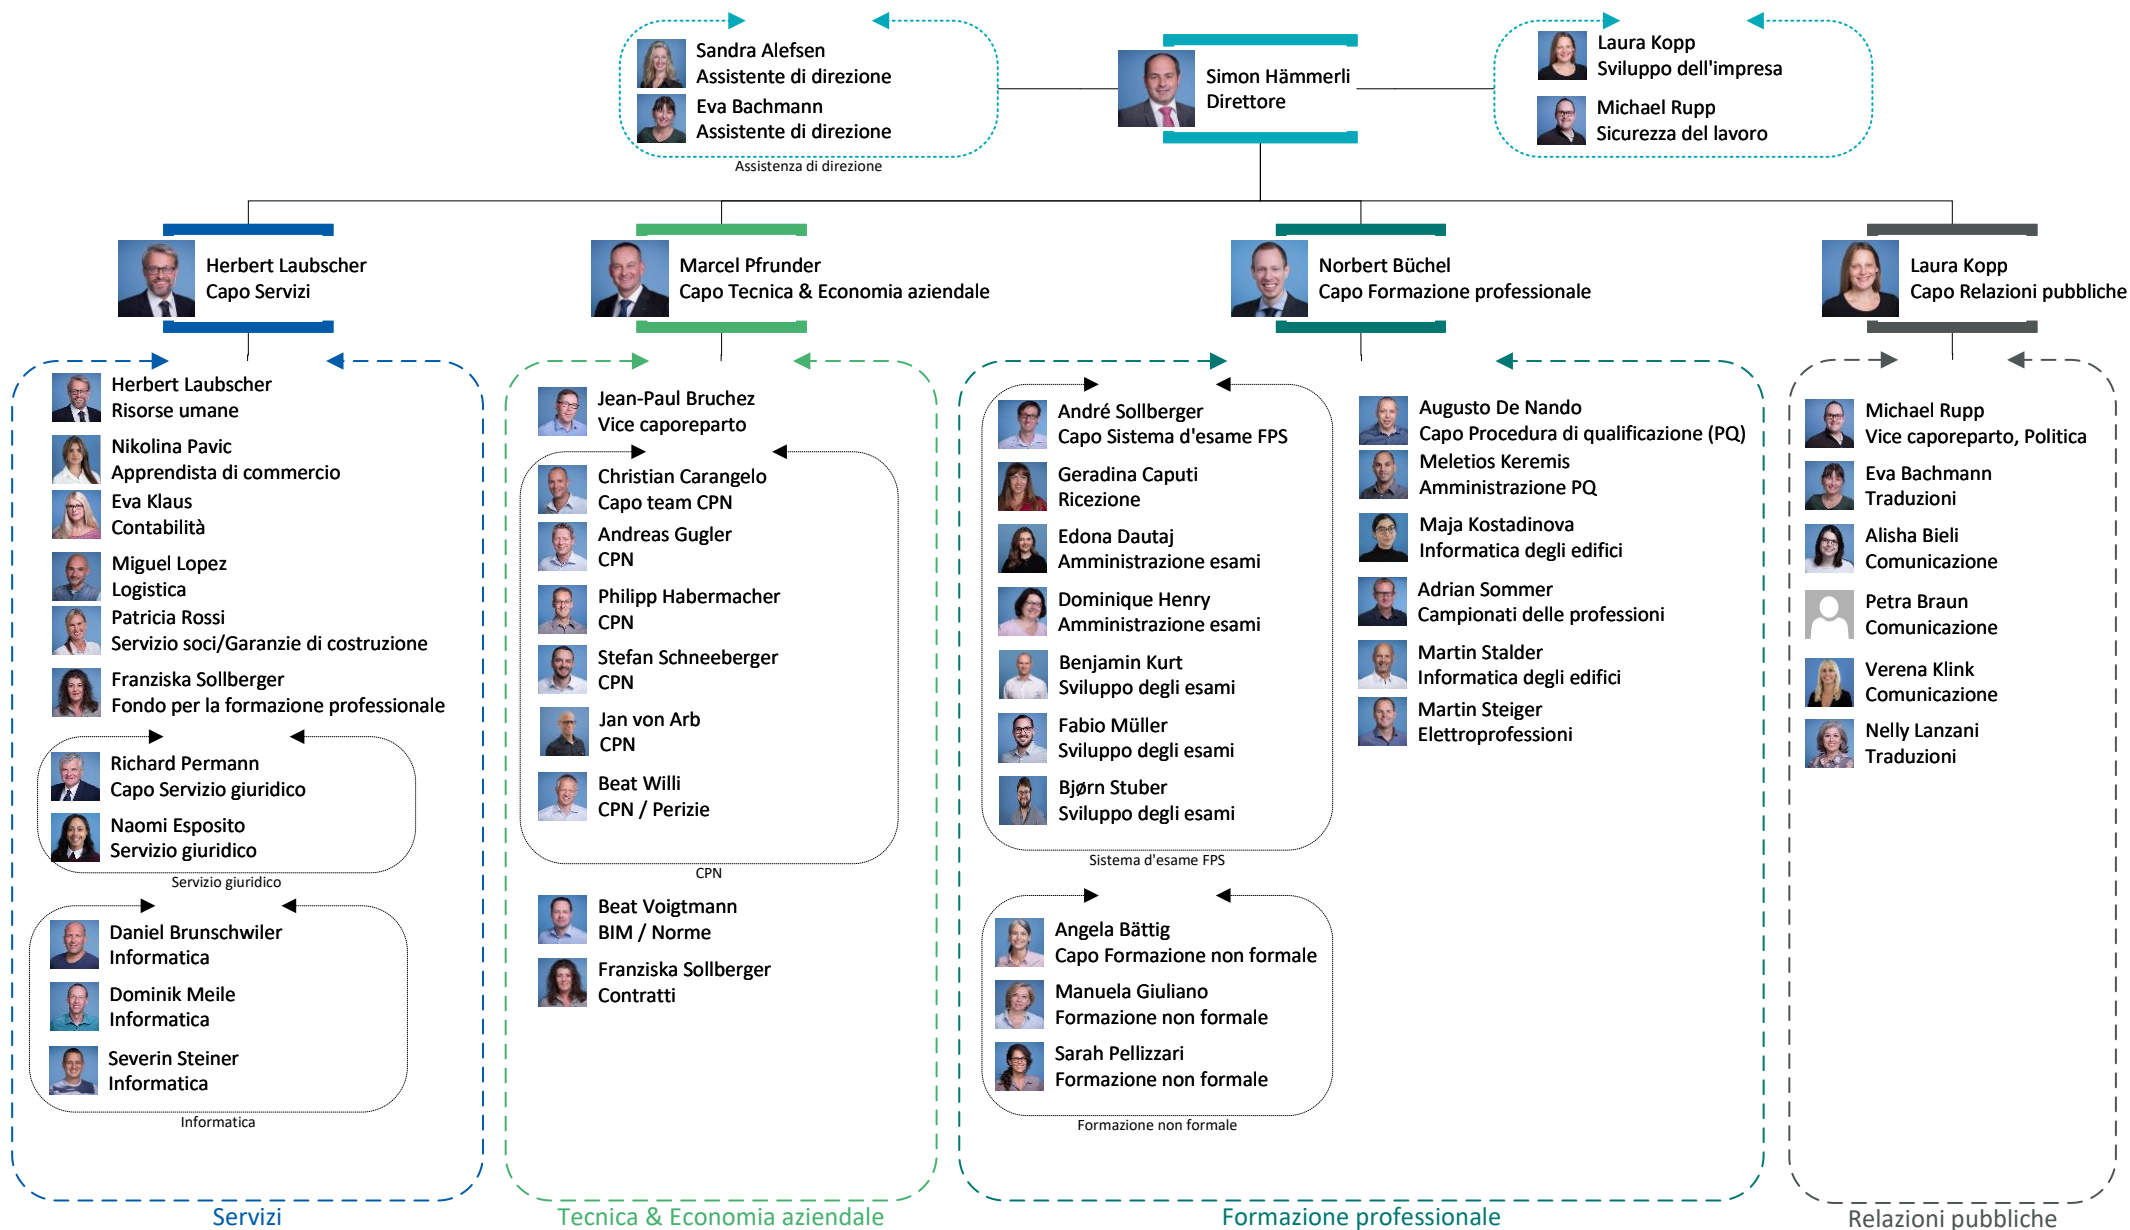 Sandra Alefsen
Assistente di direzione
Eva Bachmann
Assistente di direzione
Assistenza di direzione
Simon Hämmerli
Direttore
Laura Kopp
Sviluppo dell'impresa
Michael Rupp
Sicurezza del lavoro
Herbert Laubscher
Capo Servizi
Marcel Pfrunder
Capo Tecnica & Economia aziendale
Norbert Büchel
Capo Formazione professionale
Laura Kopp
Capo Relazioni pubbliche
Herbert Laubscher
Risorse umane
Nikolina Pavic
Apprendista di commercio
Eva Klaus
Contabilità
Miguel Lopez
Logistica
Patricia Rossi
Servizio soci/Garanzie di costruzione
Franziska Sollberger
Fondo per la formazione professionale
Richard Permann
Capo Servizio giuridico
Naomi Esposito
Servizio giuridico
Servizio giuridico
Daniel Brunschwiler
Informatica
Dominik Meile
Informatica
Severin Steiner
Informatica
Informatica
Servizi
Jean-Paul Bruchez
Vice caporeparto
Christian Carangelo
Capo team CPN
Andreas Gugler
CPN
Philipp Habermacher
CPN
Stefan Schneeberger
CPN
Jan von Arb
CPN
Beat Willi
CPN / Perizie
CPN
Beat Voigtmann
BIM / Norme
Franziska Sollberger
Contratti
Tecnica & Economia aziendale
André Sollberger
Capo Sistema d'esame FPS
Geradina Caputi
Ricezione
Edona Dautaj
Amministrazione esami
Dominique Henry
Amministrazione esami
Benjamin Kurt
Sviluppo degli esami
Fabio Müller
Sviluppo degli esami
Bjørn Stuber
Sviluppo degli esami
Sistema d'esame FPS
Angela Bättig
Capo Formazione non formale
Manuela Giuliano
Formazione non formale
Sarah Pellizzari
Formazione non formale
Formazione non formale
Augusto De Nando
Capo Procedura di qualificazione (PQ)
Meletios Keremis
Amministrazione PQ
Maja Kostadinova
Informatica degli edifici
Adrian Sommer
Campionati delle professioni
Martin Stalder
Informatica degli edifici
Martin Steiger
Elettroprofessioni
Formazione professionale
Michael Rupp
Vice caporeparto, Politica
Eva Bachmann
Traduzioni
Alisha Bieli
Comunicazione
Petra Braun
Comunicazione
Verena Klink
Comunicazione
Nelly Lanzani
Traduzioni
Relazioni pubbliche